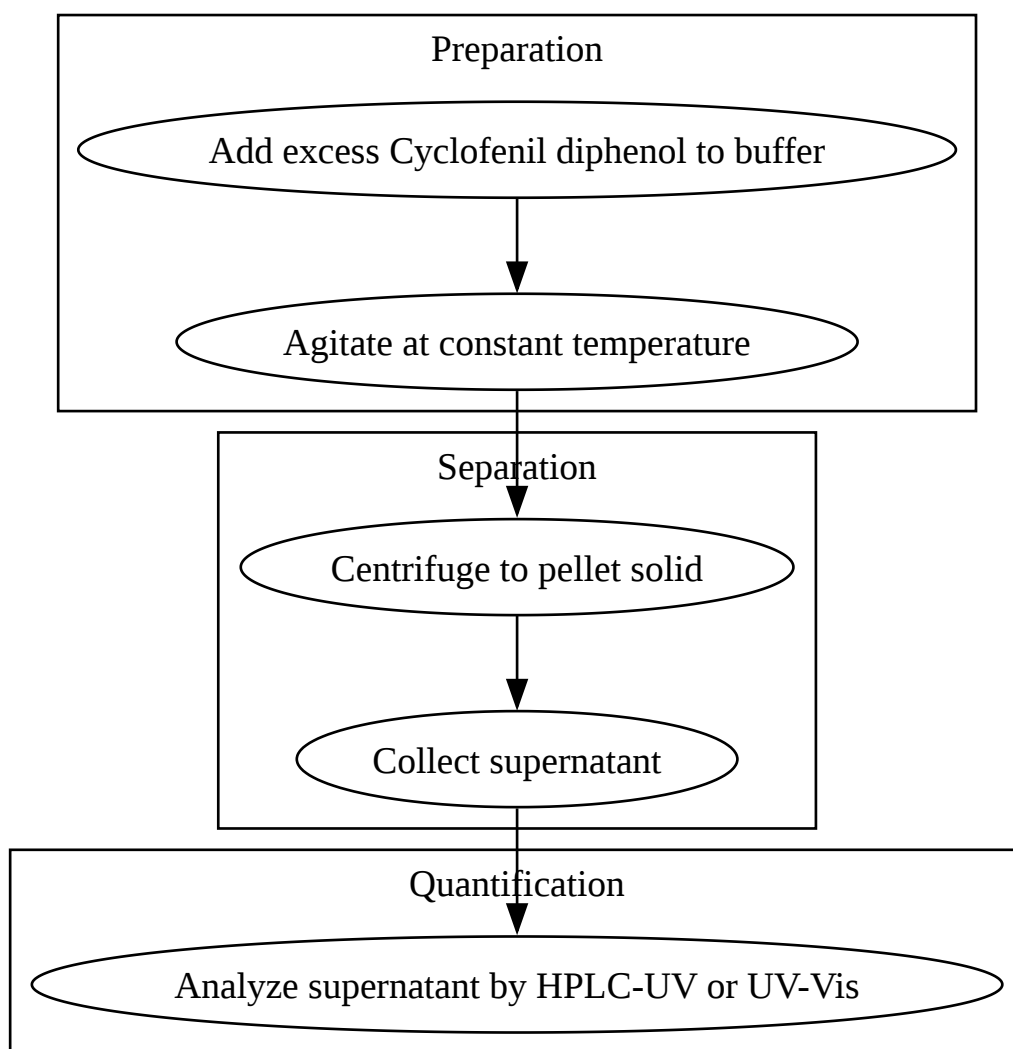 Preparation
Add excess Cyclofenil diphenol to buffer
Agitate at constant temperature
Separation
Centrifuge to pellet solid
Collect supernatant
Quantification
Analyze supernatant by HPLC-UV or UV-Vis